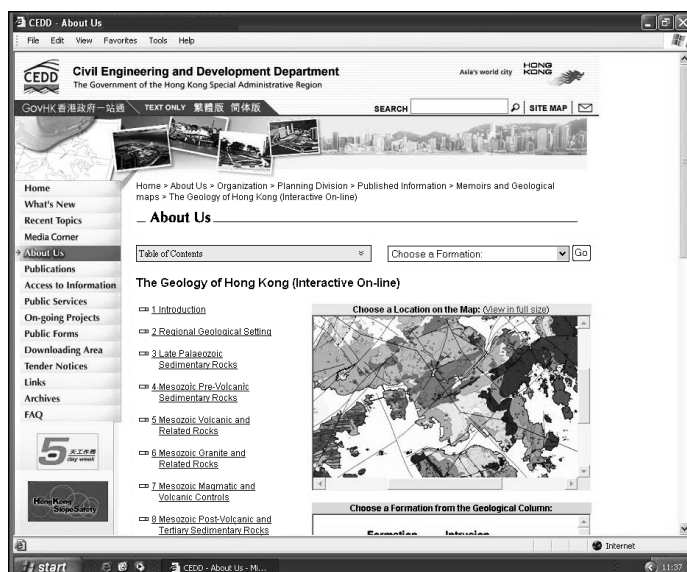 CEDD - About Us
File Edit View Favorites Tools Help
CEDD
Civil Engineering and Development Department
The Government of the Hong Kong Special Administrative Region
Asia's world city
HONG KONG
GOVHK 香港政府一站通
TEXT ONLY 繁體版 简体版
SEARCH
SITE MAP
Home
What's New
Recent Topics
Media Corner
About Us
Publications
Access to Information
Public Services
On-going Projects
Public Forms
Downloading Area
Tender Notices
Links
Archives
FAQ
5 天工作周
day week
Hong Kong
Slope Safety
Home > About Us > Organization > Planning Division > Published Information > Memoirs and Geological
maps > The Geology of Hong Kong (Interactive On-line)
About Us
Table of Contents
Choose a Formation:
Go
The Geology of Hong Kong (Interactive On-line)
1 Introduction
2 Regional Geological Setting
3 Late Palaeozoic
Sedimentary Rocks
4 Mesozoic Pre-Volcanic
Sedimentary Rocks
5 Mesozoic Volcanic and
Related Rocks
6 Mesozoic Granite and
Related Rocks
7 Mesozoic Magmatic and
Volcanic Controls
8 Mesozoic Post-Volcanic and
Tertiary Sedimentary Rocks
Choose a Location on the Map: (View in full size)
Choose a Formation from the Geological Column:
Formation Intrusion
Internet
start
CEDD - About Us - Mi...
11:37